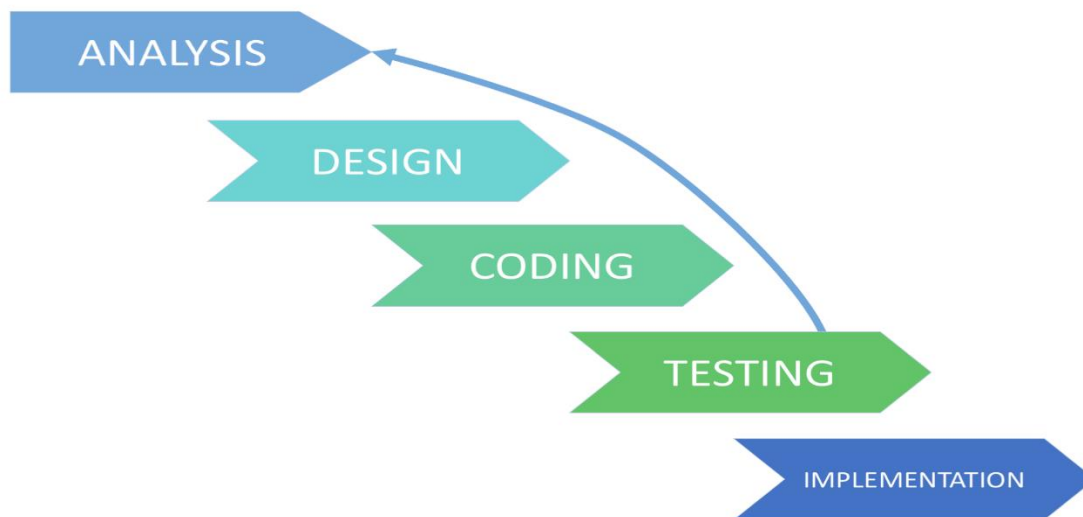 ANALYSIS
DESIGN
CODING
TESTING
IMPLEMENTATION